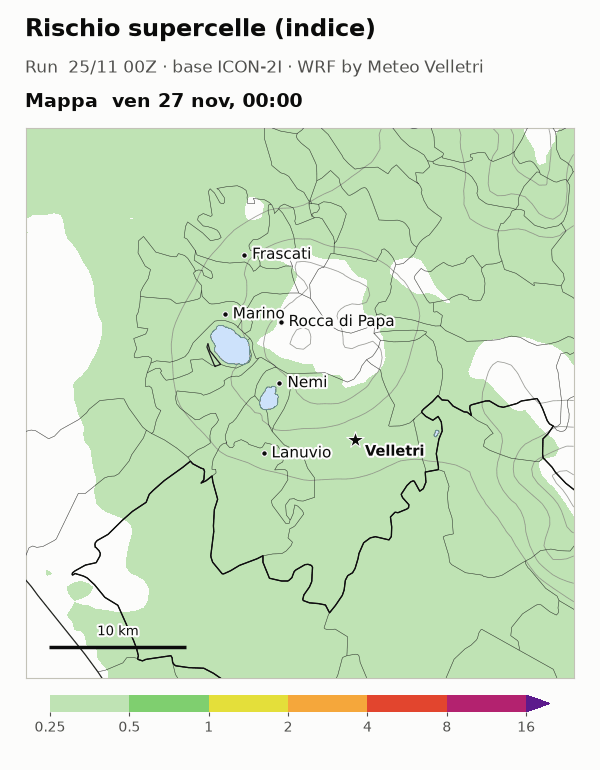 Rischio supercelle (indice)
Run  25/11 00Z · base ICON-2I · WRF by Meteo Velletri
Mappa  ven 27 nov, 00:00
Frascati
Marino
Rocca di Papa
Nemi
Velletri
Lanuvio
10 km
0.25 0.5 1 2 4 8 16